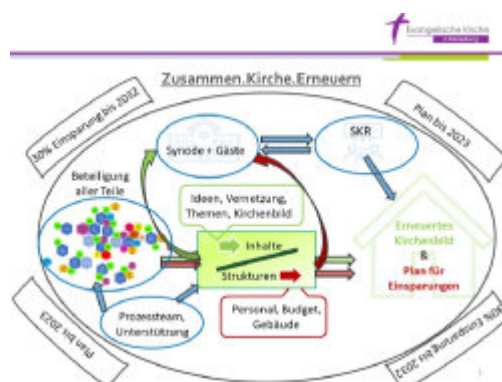 Evangelische Kirche
Zusammen.Kirche.Erneuern
30% Einsparung bis 2032
Plan bis 2023
Synode + Gäste
SKR
Beteiligung
aller Teile
Ideen, Vernetzung,
Themen, Kirchenbild
Inhalte
Strukturen
Erneuertes
Kirchenbild
&
Plan für
Einsparungen
Prozessteam,
Unterstützung
Personal, Budget,
Gebäude
Plan bis 2023
30% Einsparung bis 2032